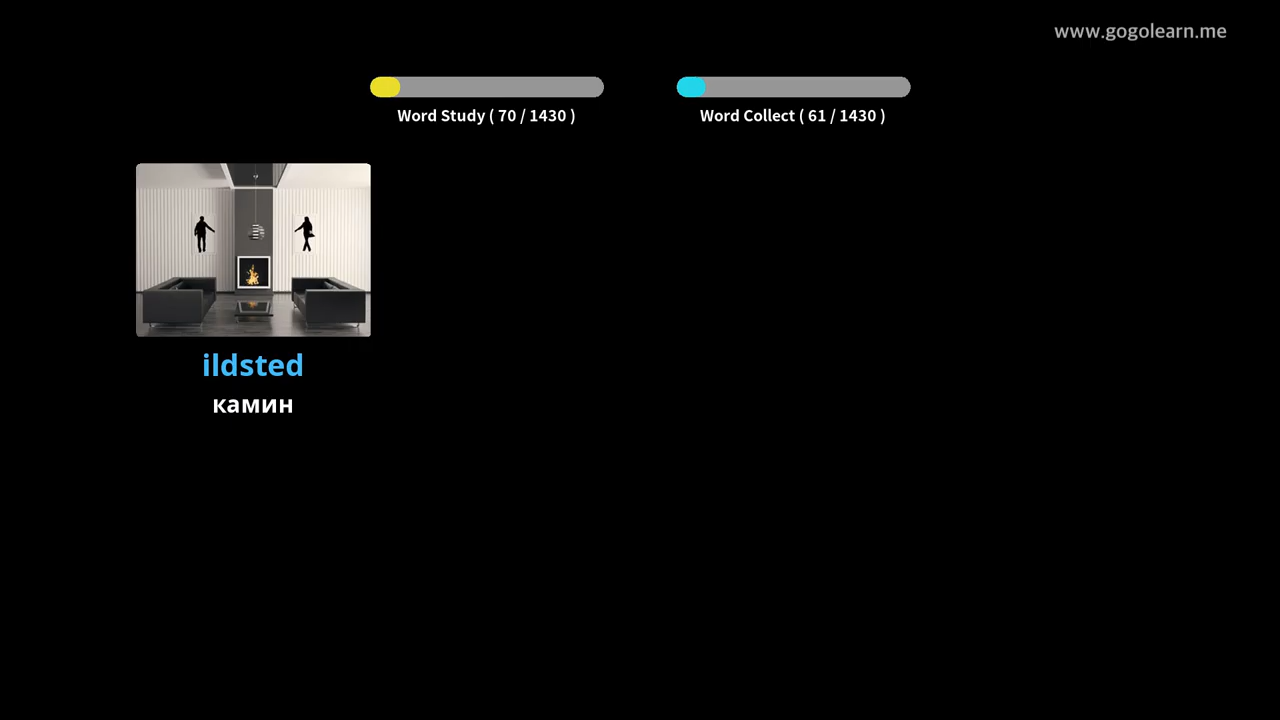 www.gogolearn.me
Word Study ( 70 / 1430 )
Word Collect ( 61 / 1430 )
ildsted
камин